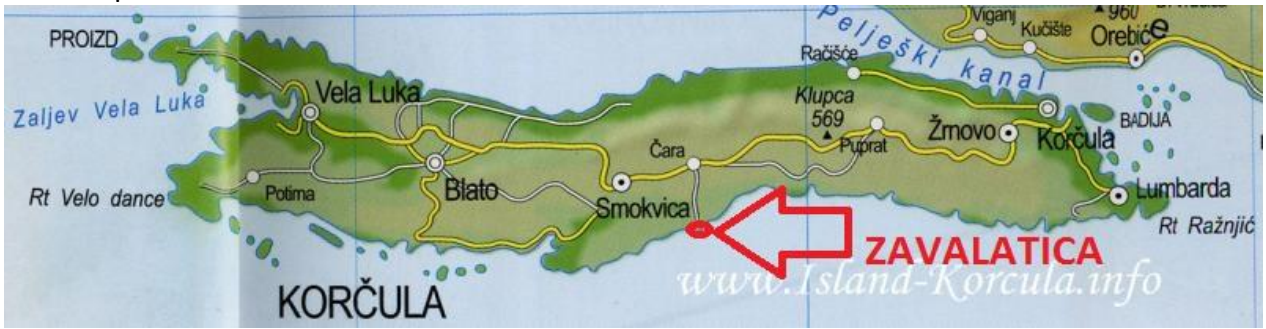 PROIZD
Zaljev Vela Luka
Vela Luka
Rt Velo dance
Potirna
Blato
Smokvica
Čara
KORČULA
Pelješki kanal
Račišće
Klupca
569
Pupnat
Žrnovo
Korčula
BADIJA
Lumbarda
Rt Ražnjić
Viganj
Kučište
960
Orebić
e
ZAVALATICA
www.Island-Korcula.info